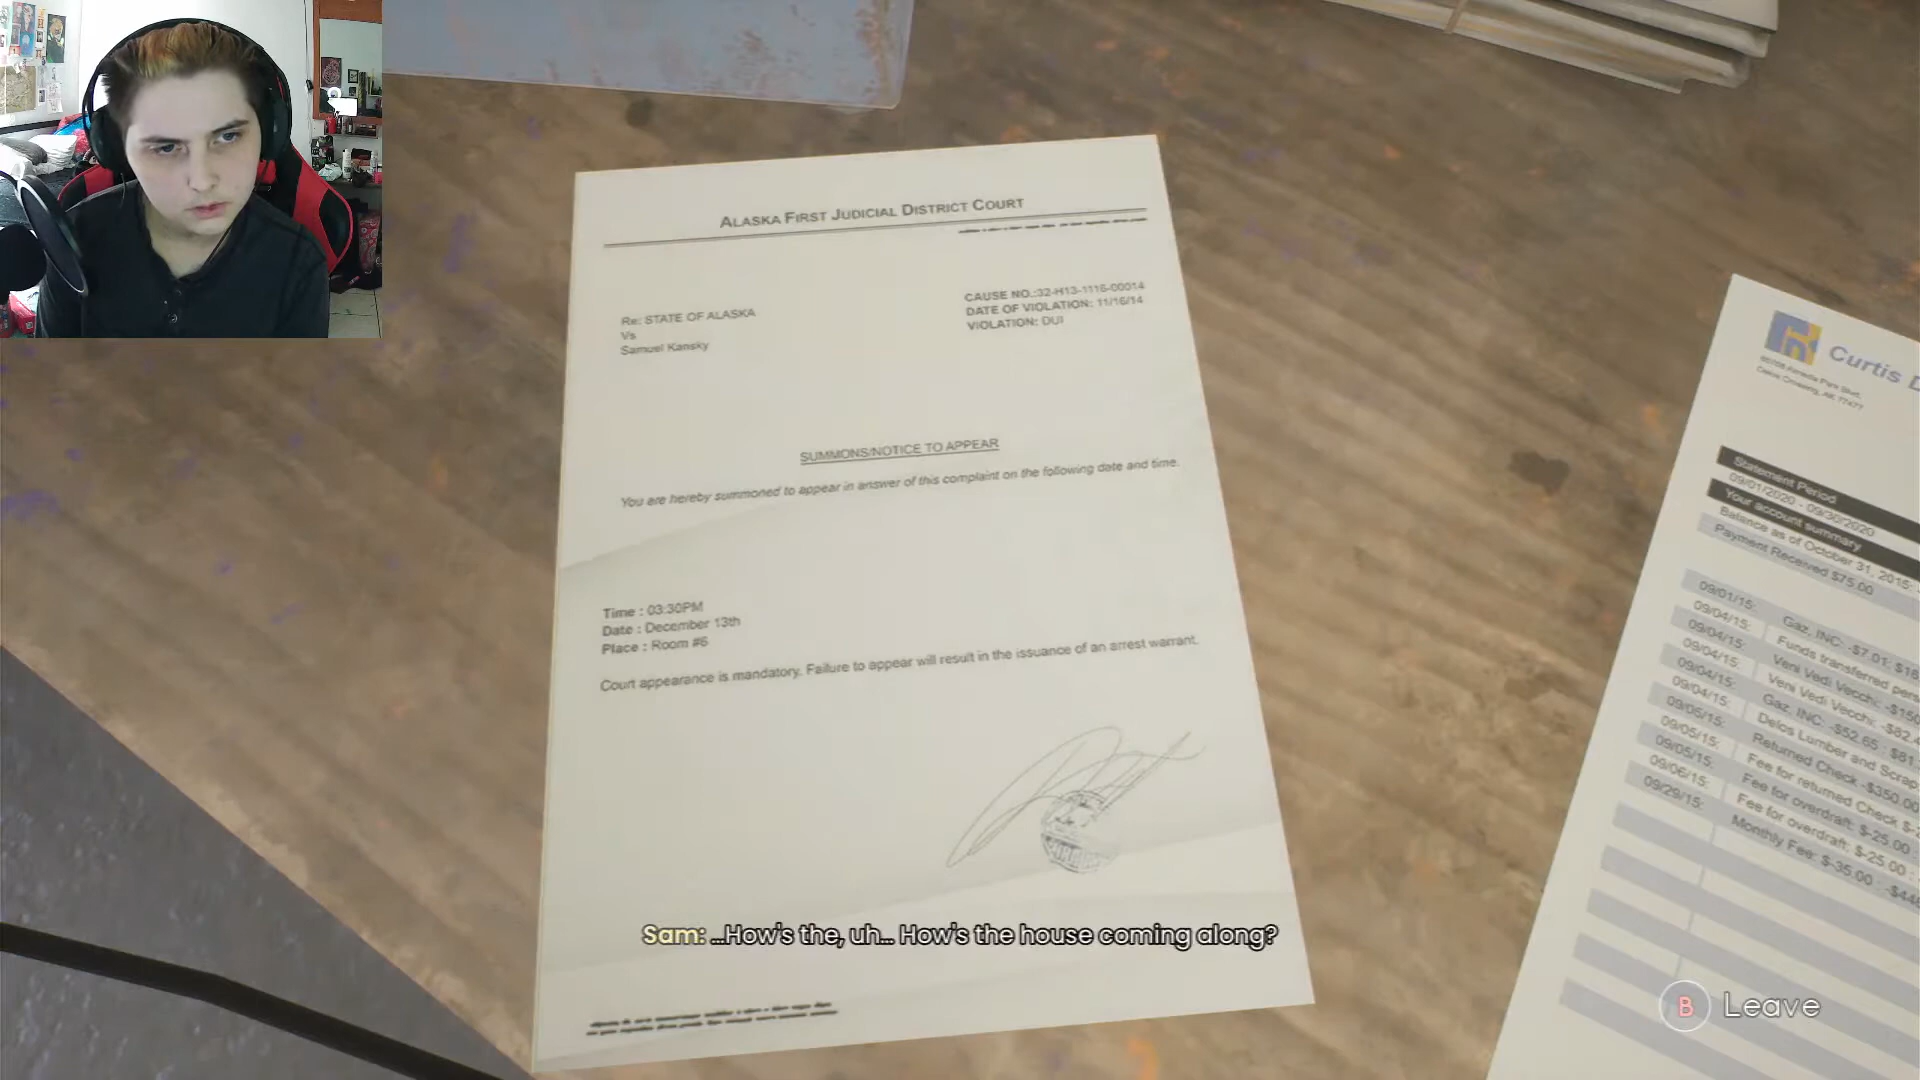 ALASKA FIRST JUDICIAL DISTRICT COURT
Re: STATE OF ALASKA
Vs
Samuel Kansky
CAUSE NO.:32-H13-1116-00014
DATE OF VIOLATION: 11/16/14
VIOLATION: DUI
SUMMONS/NOTICE TO APPEAR
You are hereby summoned to appear in answer of this complaint on the following date and time.
Time : 03:30PM
Date : December 13th
Place : Room #6
Court appearance is mandatory. Failure to appear will result in the issuance of an arrest warrant.
Curtis
Statement Period
09/01/2020 - 09/30/2020
Your account summary
Balance as of October 31, 2015:
Payment Received $75.00
09/01/15: Gaz, INC: -$7.01: $16
09/04/15: Funds transferred pers
09/04/15: Veni Vedi Vecchi: -$150
09/04/15: Veni Vedi Vecchi: -$82.4
09/04/15: Gaz, INC: -$52.65 : $81.
09/05/15: Delos Lumber and Scrap
09/05/15: Returned Check -$350.00
09/05/15: Fee for returned Check $-
09/06/15: Fee for overdraft: $-25.00
09/29/15: Fee for overdraft: $-25.00
Monthly Fee: $-35.00 : -$44
Sam: ...How's the, uh... How's the house coming along?
B Leave